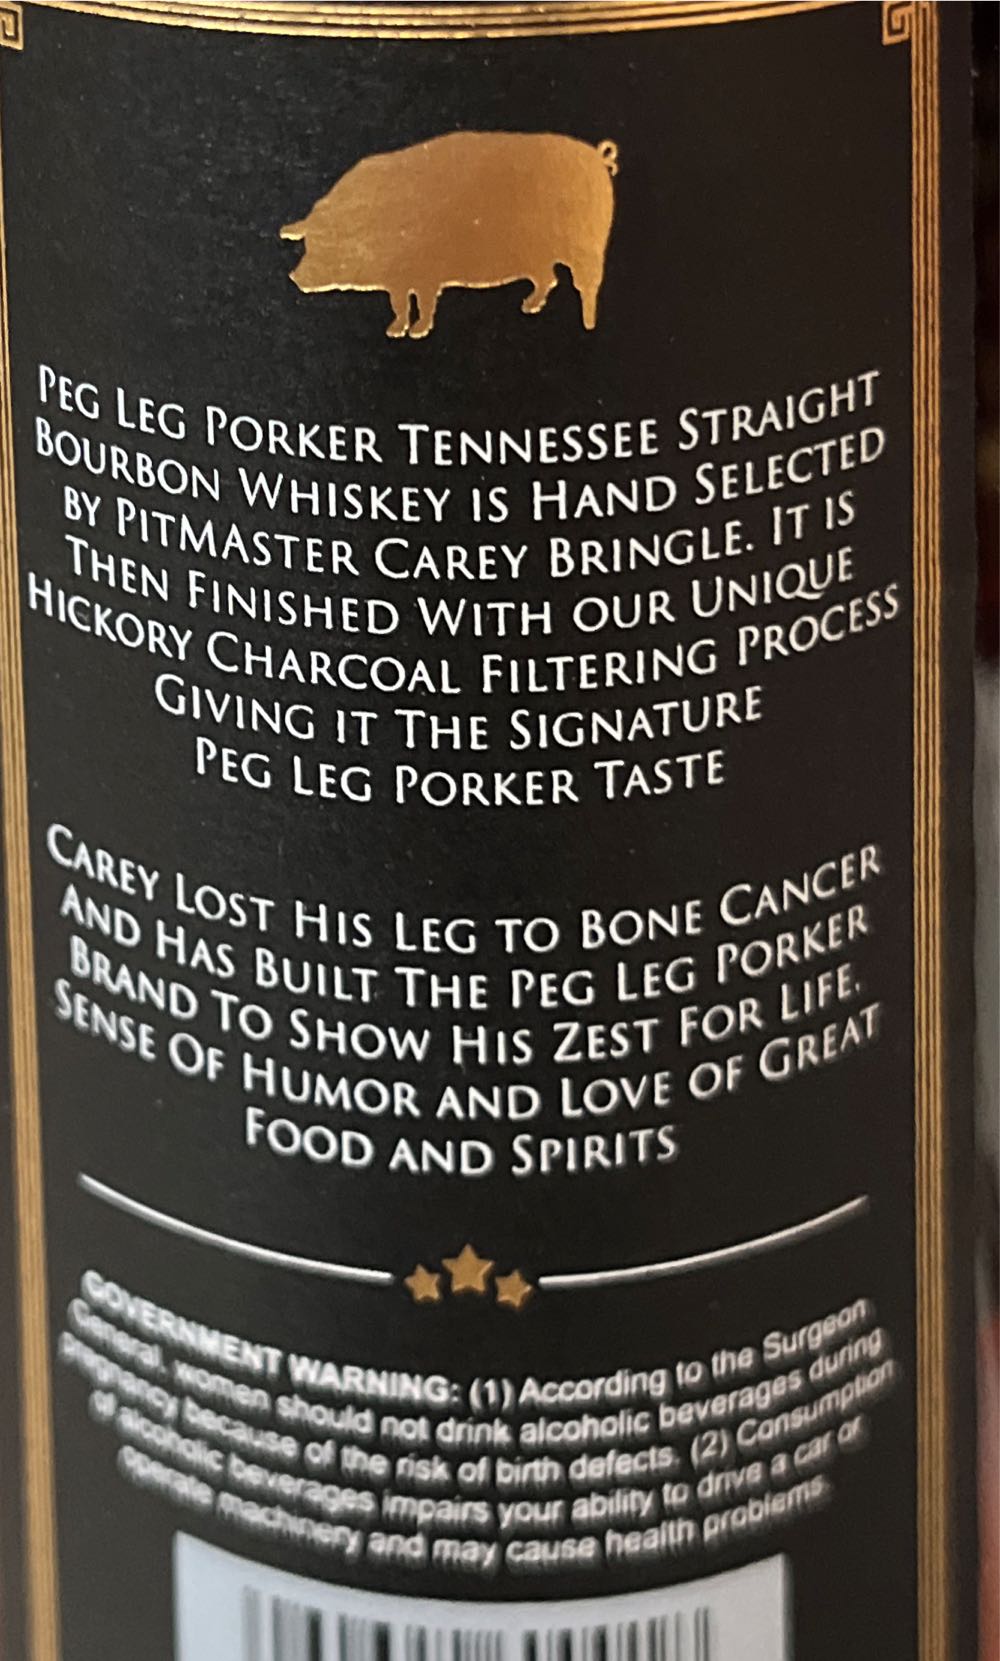 PEG LEG PORKER TENNESSEE STRAIGHT
BOURBON WHISKEY IS HAND SELECTED
BY PITMASTER CAREY BRINGLE. IT IS
THEN FINISHED WITH OUR UNIQUE
HICKORY CHARCOAL FILTERING PROCESS
GIVING IT THE SIGNATURE
PEG LEG PORKER TASTE
CAREY LOST HIS LEG TO BONE CANCER
AND HAS BUILT THE PEG LEG PORKER
BRAND TO SHOW HIS ZEST FOR LIFE.
SENSE OF HUMOR AND LOVE OF GREAT
FOOD AND SPIRITS
GOVERNMENT WARNING: (1) According to the Surgeon
General, women should not drink alcoholic beverages during
pregnancy because of the risk of birth defects. (2) Consumption
of alcoholic beverages impairs your ability to drive a car or
operate machinery and may cause health problems.